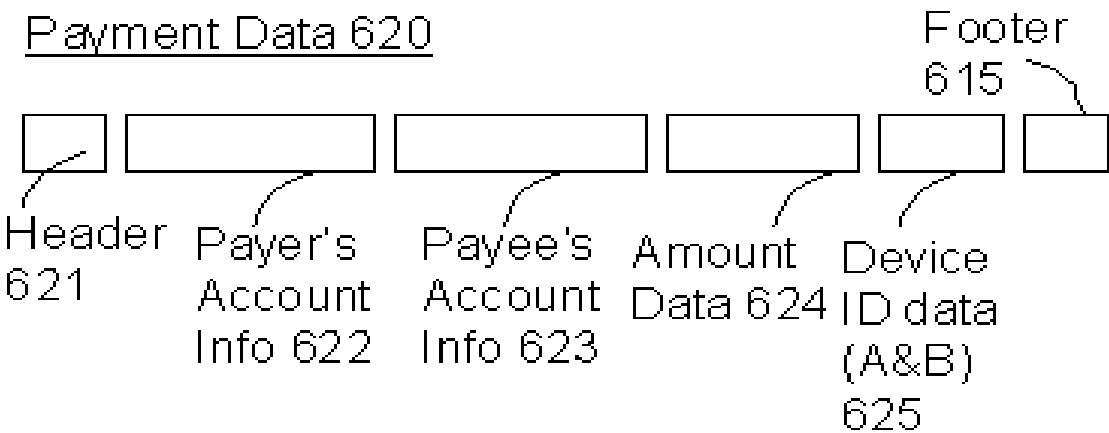 Payment Data 620
Footer
615
Header
621
Payer's
Account
Info 622
Payee's
Account
Info 623
Amount
Data 624
Device
ID data
(A&B)
625